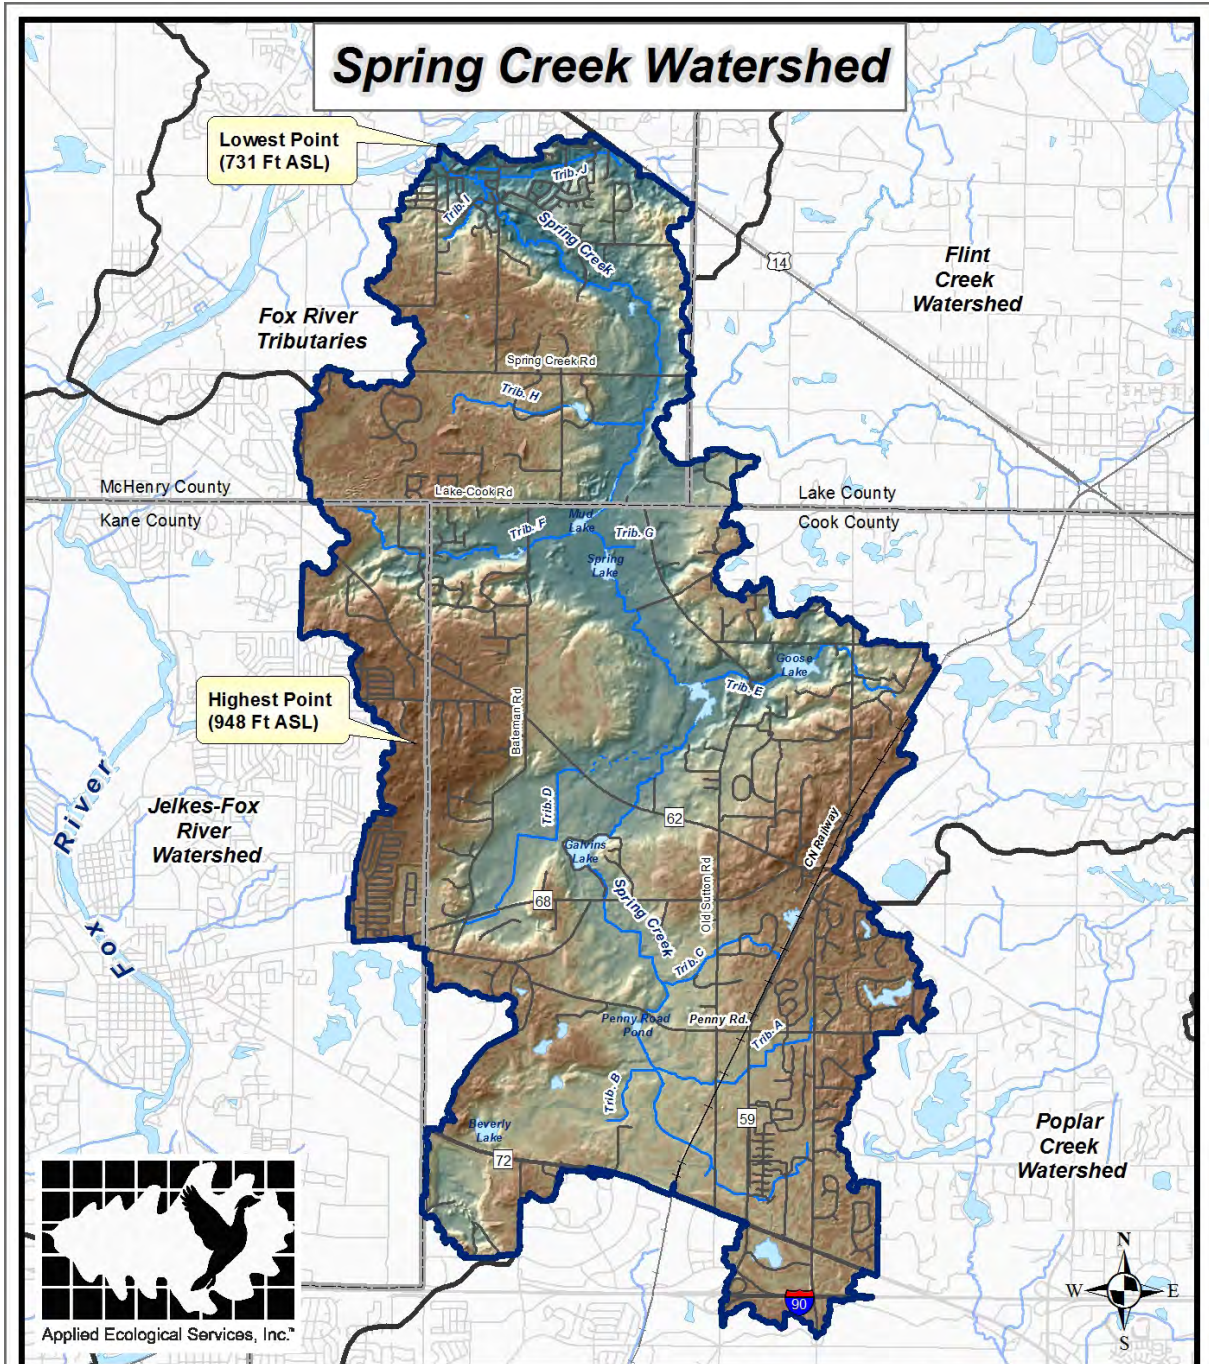 Spring Creek Watershed
Lowest Point
(731 Ft ASL)
Trib. J
Trib. I
Spring Creek
14
Flint
Creek
Watershed
Fox River
Tributaries
Spring Creek Rd
Trib. H
McHenry County
Lake-Cook Rd
Lake County
Kane County
Cook County
Mud
Lake
Trib. F
Trib. G
Spring
Lake
Goose
Lake
Trib. E
Highest Point
(948 Ft ASL)
Bateman Rd
Fox River
Jelkes-Fox
River
Watershed
Trib. D
62
CN Railway
Galvins
Lake
Old Sutton Rd
68
Spring Creek
Trib. C
Penny Road
Pond
Penny Rd.
Trib. A
Trib. B
59
Beverly
Lake
72
Poplar
Creek
Watershed
90
N
W
E
S
Applied Ecological Services, Inc.™